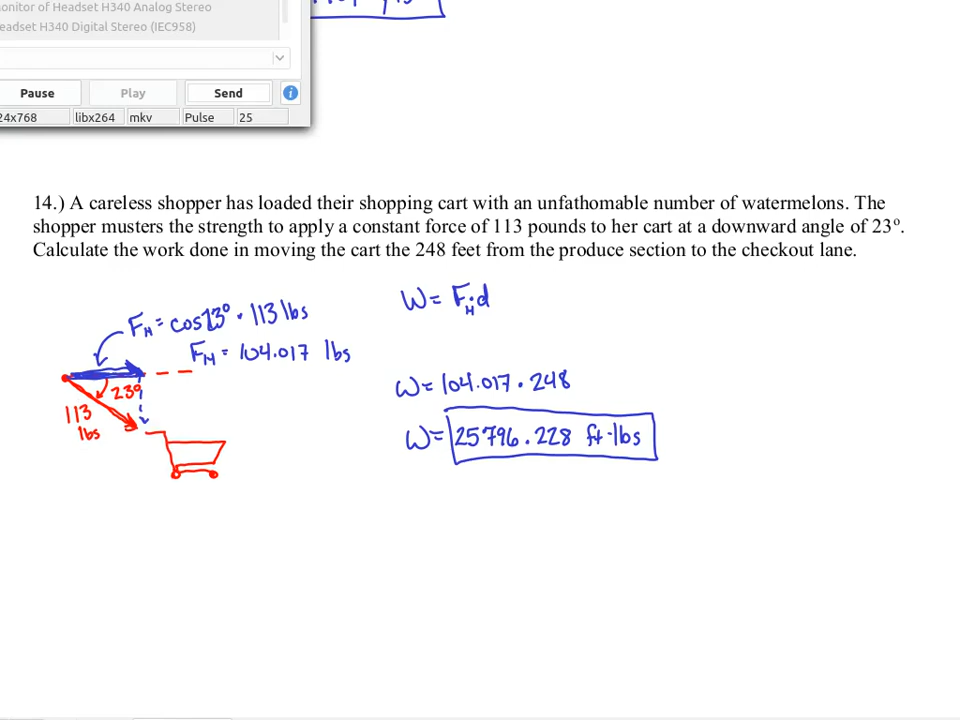 onitor of Headset H340 Analog Stereo
eadset H340 Digital Stereo (IEC958)
Pause Play Send
24x768 libx264 mkv Pulse 25
14.) A careless shopper has loaded their shopping cart with an unfathomable number of watermelons. The
shopper musters the strength to apply a constant force of 113 pounds to her cart at a downward angle of 23°.
Calculate the work done in moving the cart the 248 feet from the produce section to the checkout lane.
W = F_H · d
F_H = cos 23° · 113 lbs
F_H = 104.017 lbs
23°
113
lbs
W = 104.017 · 248
W = 25796.228 ft·lbs